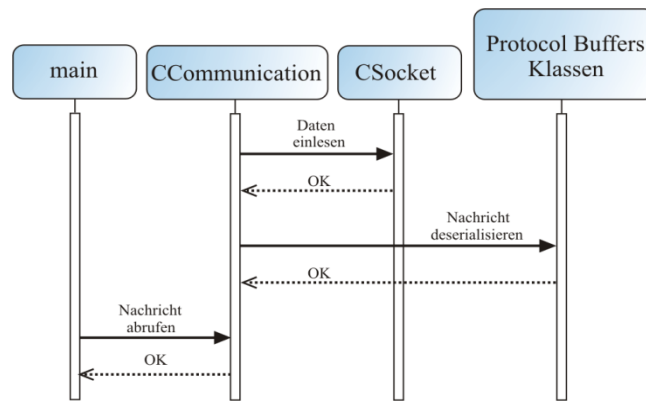 main
CCommunication
CSocket
Protocol Buffers
Klassen
Daten
einlesen
OK
Nachricht
deserialisieren
OK
Nachricht
abrufen
OK